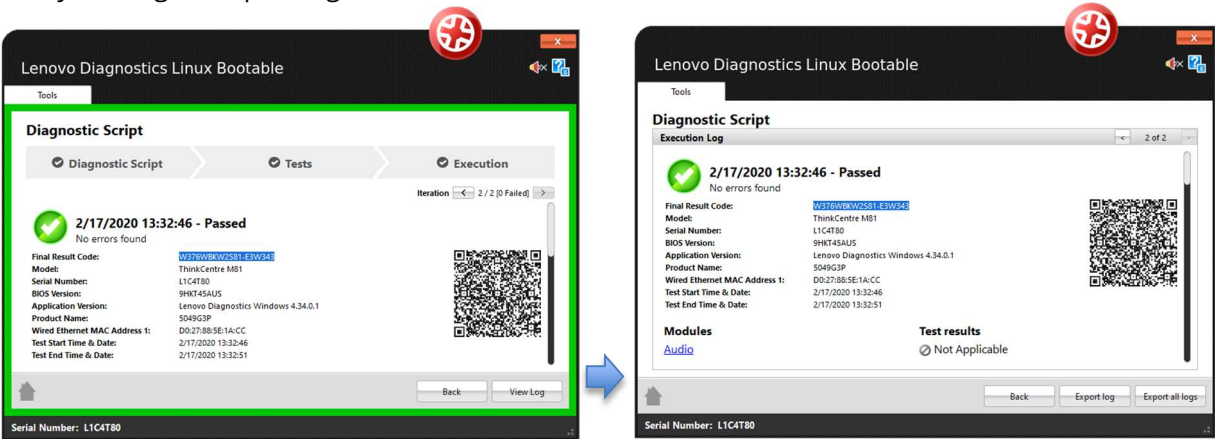 Lenovo Diagnostics Linux Bootable
Tools
Diagnostic Script
Diagnostic Script
Tests
Execution
Iteration < 2 / 2 [0 Failed] >
2/17/2020 13:32:46 - Passed
No errors found
Final Result Code: W376WBKW2S81-E3W343
Model: ThinkCentre M81
Serial Number: L1C4T80
BIOS Version: 9HKT45AUS
Application Version: Lenovo Diagnostics Windows 4.34.0.1
Product Name: 5049G3P
Wired Ethernet MAC Address 1: D0:27:88:5E:1A:CC
Test Start Time & Date: 2/17/2020 13:32:46
Test End Time & Date: 2/17/2020 13:32:51
Back
View Log
Serial Number: L1C4T80
x
Lenovo Diagnostics Linux Bootable
Tools
Diagnostic Script
Execution Log
< 2 of 2 >
2/17/2020 13:32:46 - Passed
No errors found
Final Result Code: W376WBKW2S81-E3W343
Model: ThinkCentre M81
Serial Number: L1C4T80
BIOS Version: 9HKT45AUS
Application Version: Lenovo Diagnostics Windows 4.34.0.1
Product Name: 5049G3P
Wired Ethernet MAC Address 1: D0:27:88:5E:1A:CC
Test Start Time & Date: 2/17/2020 13:32:46
Test End Time & Date: 2/17/2020 13:32:51
Modules
Test results
Audio
Not Applicable
Back
Export log
Export all logs
Serial Number: L1C4T80
x